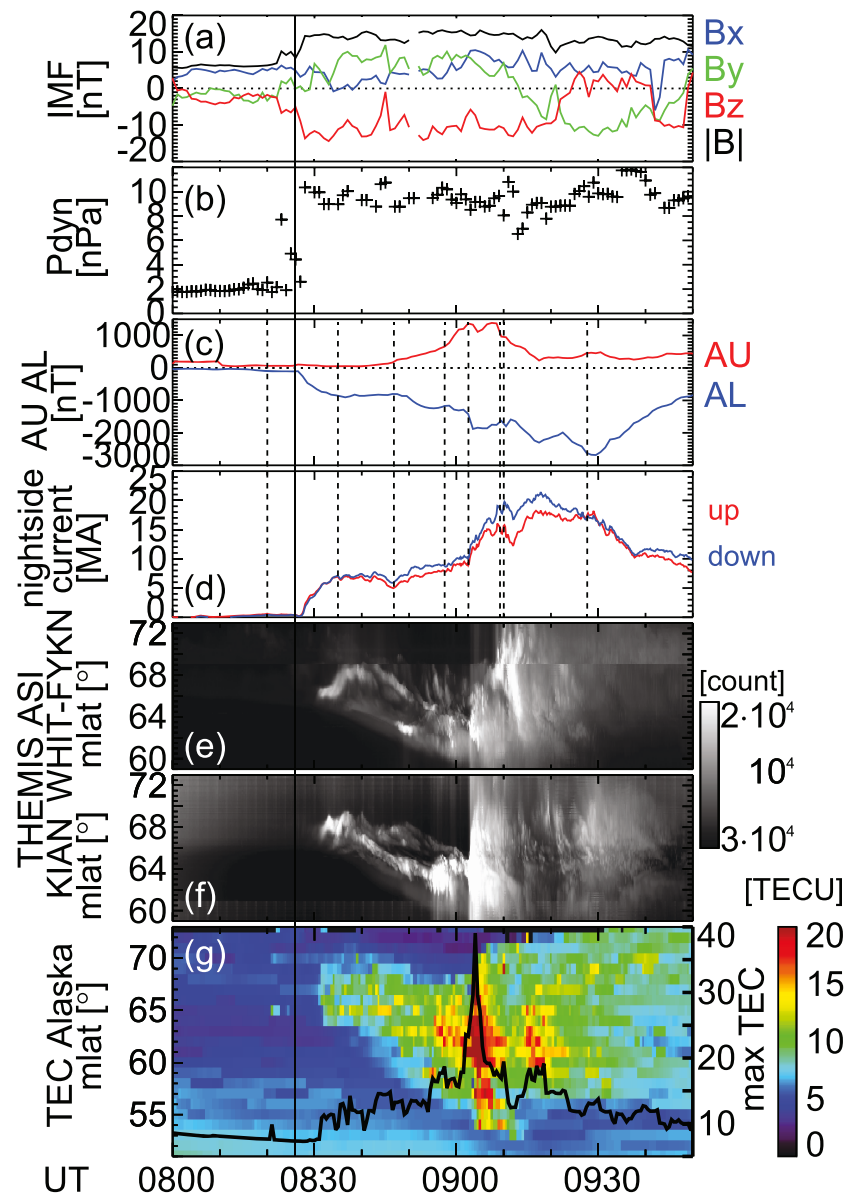 (a)
20
10
0
-10
-20
IMF
[nT]
Bx
By
Bz
|B|
(b)
10
8
6
4
2
0
Pdyn
[nPa]
(c)
1000
0
-1000
-2000
-3000
AU AL
[nT]
AU
AL
(d)
25
20
15
10
5
0
nightside
current
[MA]
up
down
(e)
72
68
64
60
THEMIS ASI
KIAN WHIT-FYKN
mlat [°]
mlat [°]
[count]
2·10⁴
10⁴
3·10⁴
(f)
72
68
64
60
[TECU]
(g)
70
65
60
55
TEC Alaska
mlat [°]
40
30
20
10
max TEC
20
15
10
5
0
UT 0800 0830 0900 0930